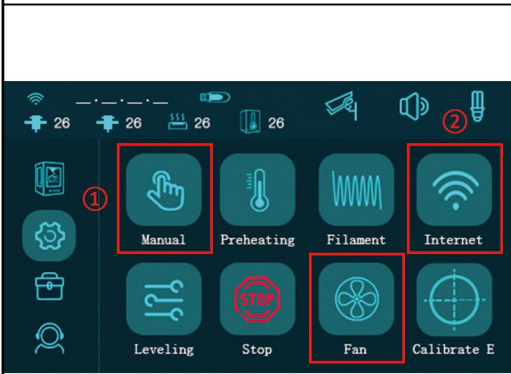 _._._._
26 26 26 26
②
①
Manual Preheating Filament Internet
STOP
Leveling Stop Fan Calibrate E